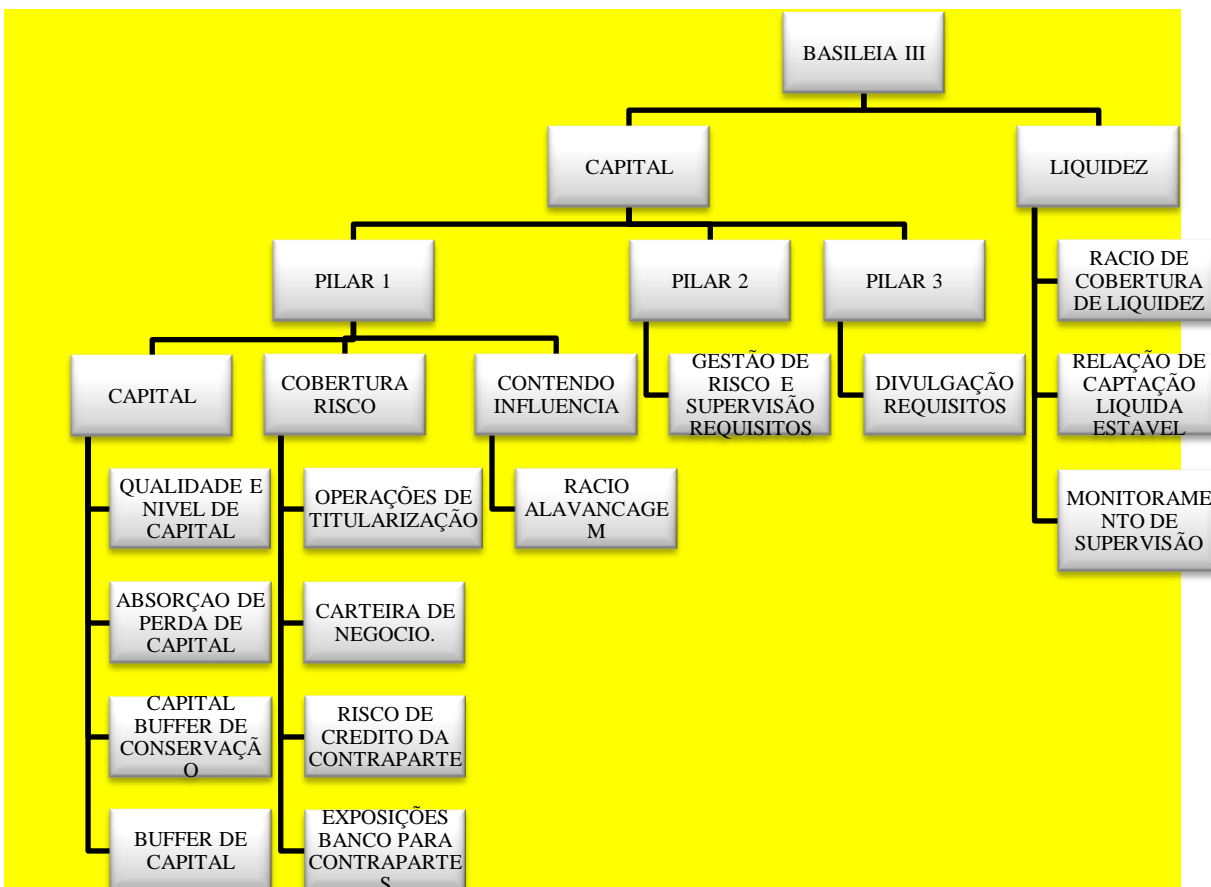 BASILEIA III
CAPITAL
LIQUIDEZ
PILAR 1
PILAR 2
PILAR 3
RACIO DE
COBERTURA
DE LIQUIDEZ
CAPITAL
COBERTURA
RISCO
CONTENDO
INFLUENCIA
GESTÃO DE
RISCO E
SUPERVISÃO
REQUISITOS
DIVULGAÇÃO
REQUISITOS
RELAÇÃO DE
CAPTAÇÃO
LIQUIDA
ESTAVEL
QUALIDADE E
NIVEL DE
CAPITAL
OPERAÇÕES DE
TITULARIZAÇÃO
RACIO
ALAVANCAGE
M
MONITORAME
NTO DE
SUPERVISÃO
ABSORÇAO DE
PERDA DE
CAPITAL
CARTEIRA DE
NEGOCIO.
CAPITAL
BUFFER DE
CONSERVAÇÃ
O
RISCO DE
CREDITO DA
CONTRAPARTE
BUFFER DE
CAPITAL
EXPOSIÇÕES
BANCO PARA
CONTRAPARTE
S